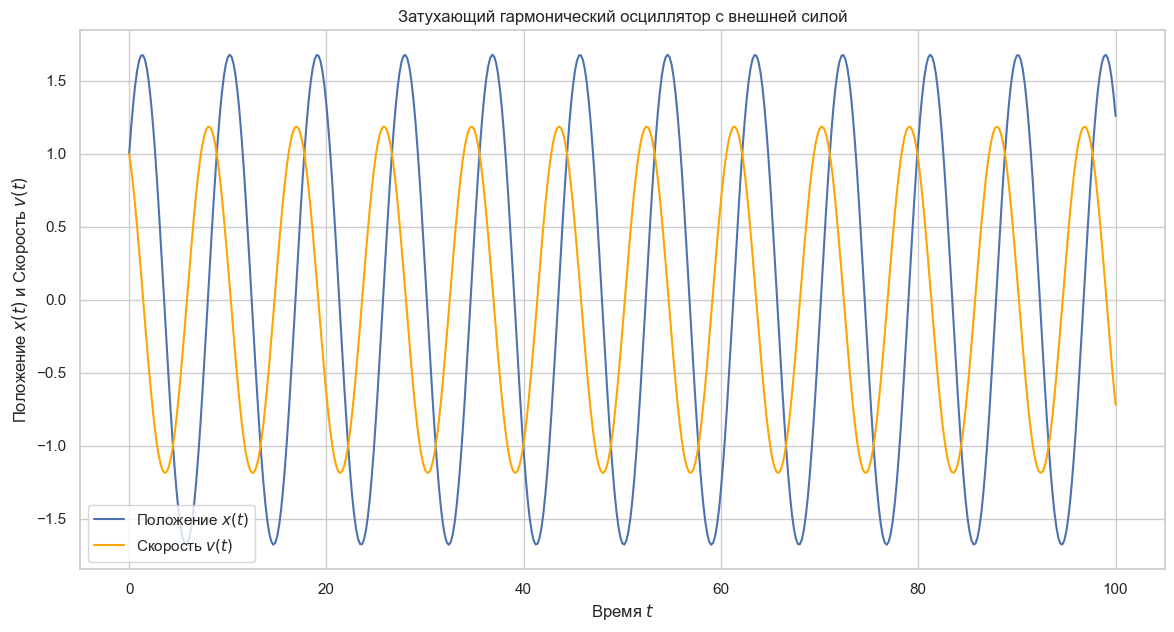 Затухающий гармонический осциллятор с внешней силой
Положение x(t) и Скорость v(t)
1.5
1.0
0.5
0.0
−0.5
−1.0
−1.5
Положение x(t)
Скорость v(t)
0 20 40 60 80 100
Время t